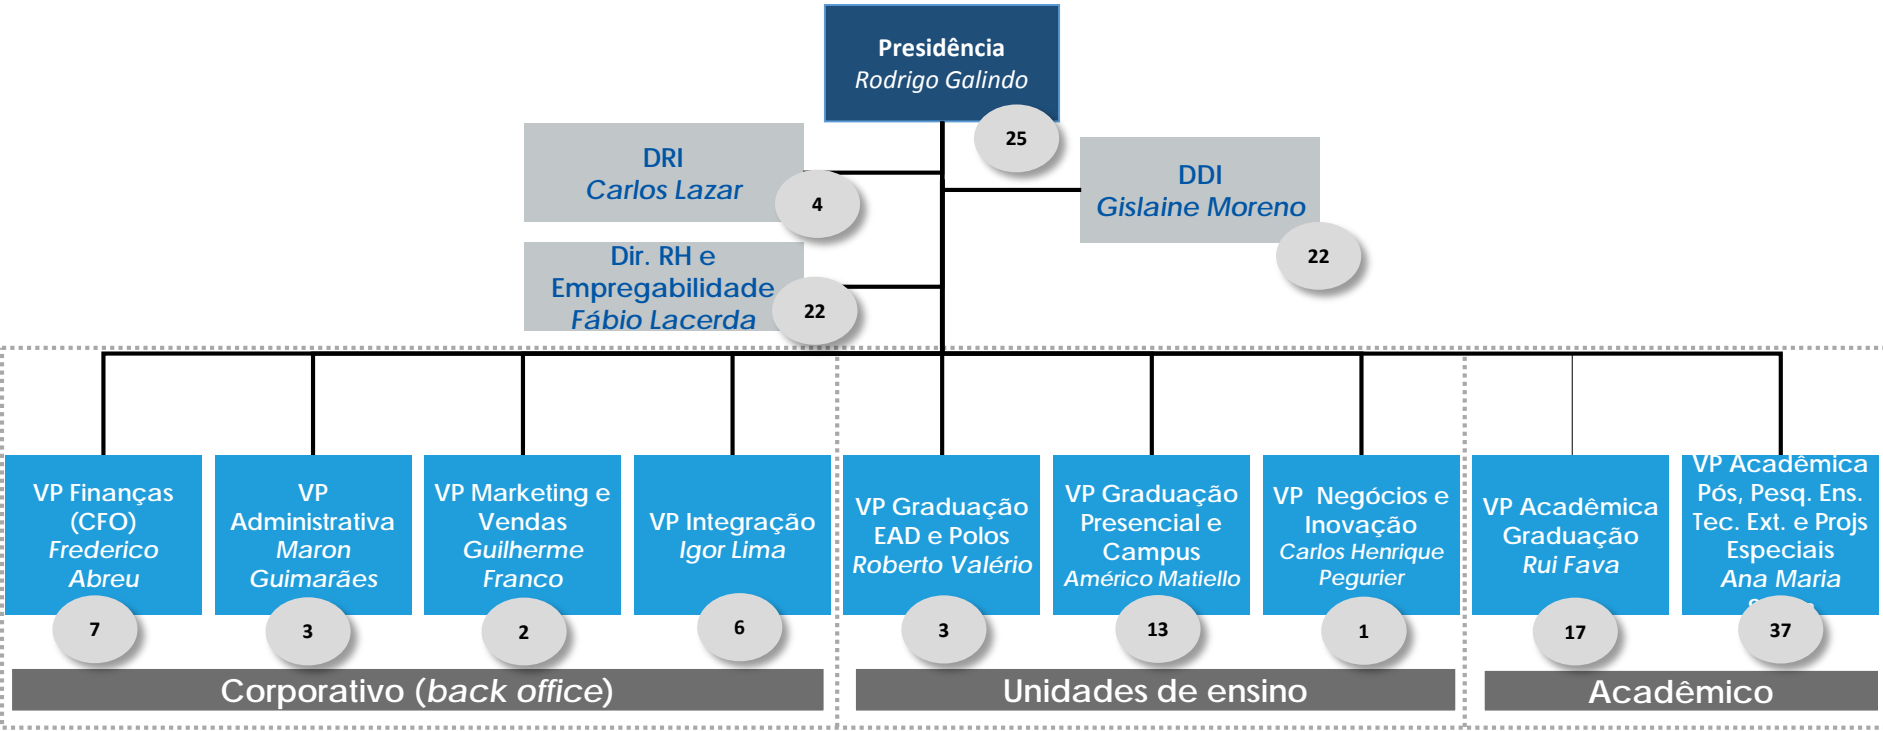 Presidência
Rodrigo Galindo
25
DRI
Carlos Lazar
4
DDI
Gislaine Moreno
22
Dir. RH e
Empregabilidade
Fábio Lacerda
22
VP Finanças
(CFO)
Frederico
Abreu
7
VP
Administrativa
Maron
Guimarães
3
VP Marketing e
Vendas
Guilherme
Franco
2
VP Integração
Igor Lima
6
VP Graduação
EAD e Polos
Roberto Valério
3
VP Graduação
Presencial e
Campus
Américo Matiello
13
VP Negócios e
Inovação
Carlos Henrique
Pegurier
1
VP Acadêmica
Graduação
Rui Fava
17
VP Acadêmica
Pós, Pesq. Ens.
Tec. Ext. e Projs
Especiais
Ana Maria
37
Corporativo (back office)
Unidades de ensino
Acadêmico